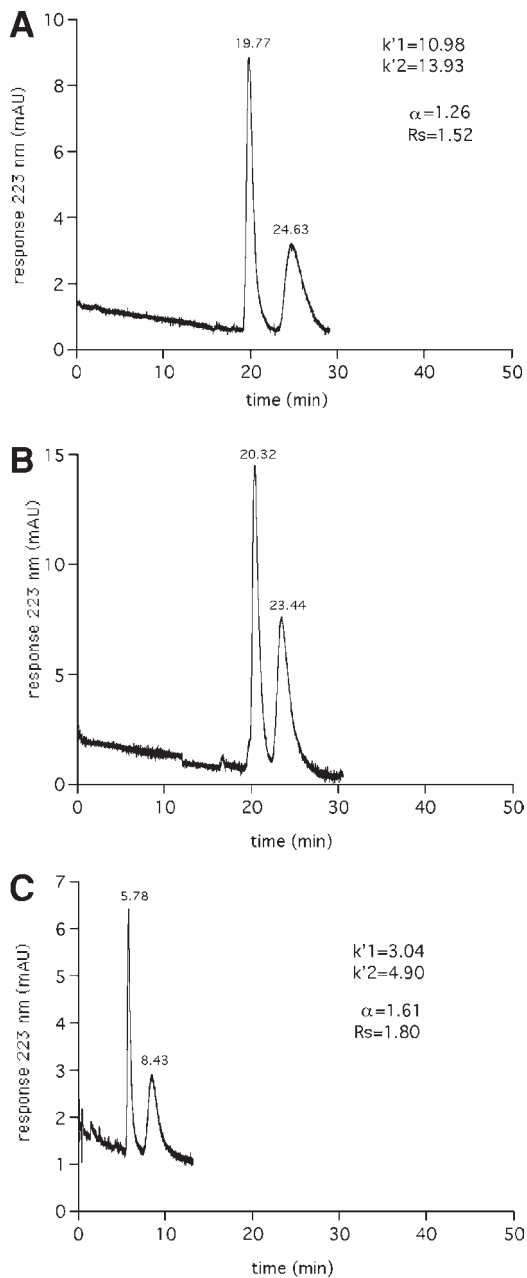 A
10
8
6
4
2
0
response 223 nm (mAU)
19.77
24.63
k'1=10.98
k'2=13.93
α=1.26
Rs=1.52
0 10 20 30 40 50
time (min)
B
15
10
5
0
response 223 nm (mAU)
20.32
23.44
0 10 20 30 40 50
time (min)
C
7
6
5
4
3
2
1
0
response 223 nm (mAU)
5.78
8.43
k'1=3.04
k'2=4.90
α=1.61
Rs=1.80
0 10 20 30 40 50
time (min)